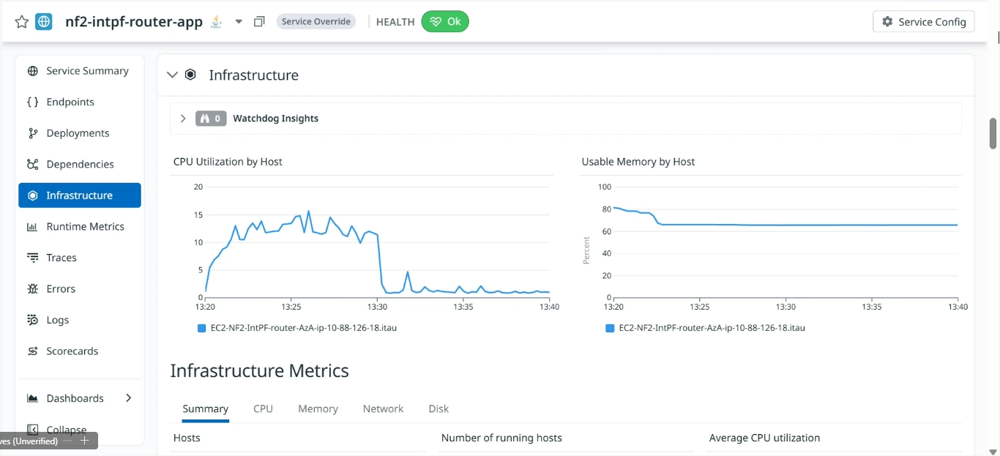 nf2-intpf-router-app Service Override HEALTH Ok Service Config
Service Summary
Endpoints
Deployments
Dependencies
Infrastructure
Runtime Metrics
Traces
Errors
Logs
Scorecards
Dashboards
Collapse
ves (Unverified)
Infrastructure
0 Watchdog Insights
CPU Utilization by Host
20
15
10
5
0
13:20 13:25 13:30 13:35 13:40
EC2-NF2-IntPF-router-AzA-ip-10-88-126-18.itau
Usable Memory by Host
Percent
100
80
60
40
20
0
13:20 13:25 13:30 13:35 13:40
EC2-NF2-IntPF-router-AzA-ip-10-88-126-18.itau
Infrastructure Metrics
Summary CPU Memory Network Disk
Hosts Number of running hosts Average CPU utilization